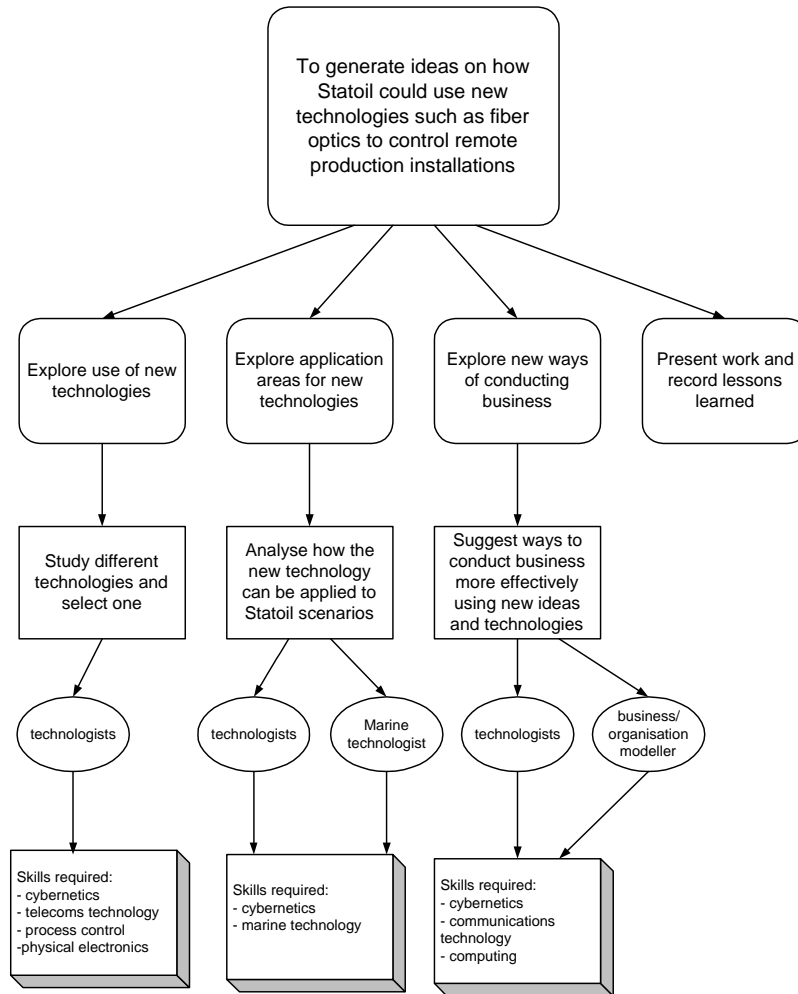 To generate ideas on how
Statoil could use new
technologies such as fiber
optics to control remote
production installations
Explore use of new
technologies
Explore application
areas for new
technologies
Explore new ways
of conducting
business
Present work and
record lessons
learned
Study different
technologies and
select one
Analyse how the
new technology
can be applied to
Statoil scenarios
Suggest ways to
conduct business
more effectively
using new ideas
and technologies
technologists
technologists
Marine
technologist
technologists
business/
organisation
modeller
Skills required:
- cybernetics
- telecoms technology
- process control
-physical electronics
Skills required:
- cybernetics
- marine technology
Skills required:
- cybernetics
- communications
technology
- computing